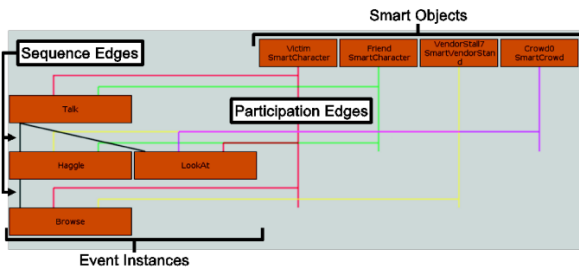 Smart Objects
Sequence Edges
Victim
SmartCharacter
Friend
SmartCharacter
VendorStall7
SmartVendorStan
d
Crowd0
SmartCrowd
Talk
Participation Edges
Haggle
LookAt
Browse
Event Instances